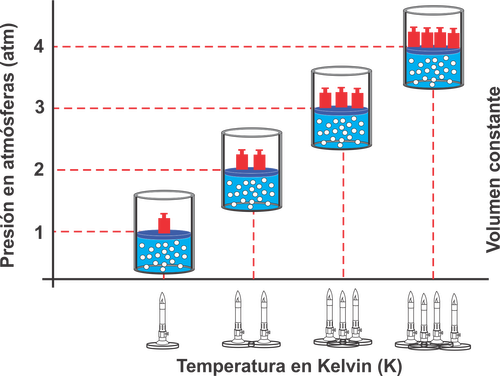 Presión en atmósferas (atm)
4
3
2
1
Volumen constante
Temperatura en Kelvin (K)